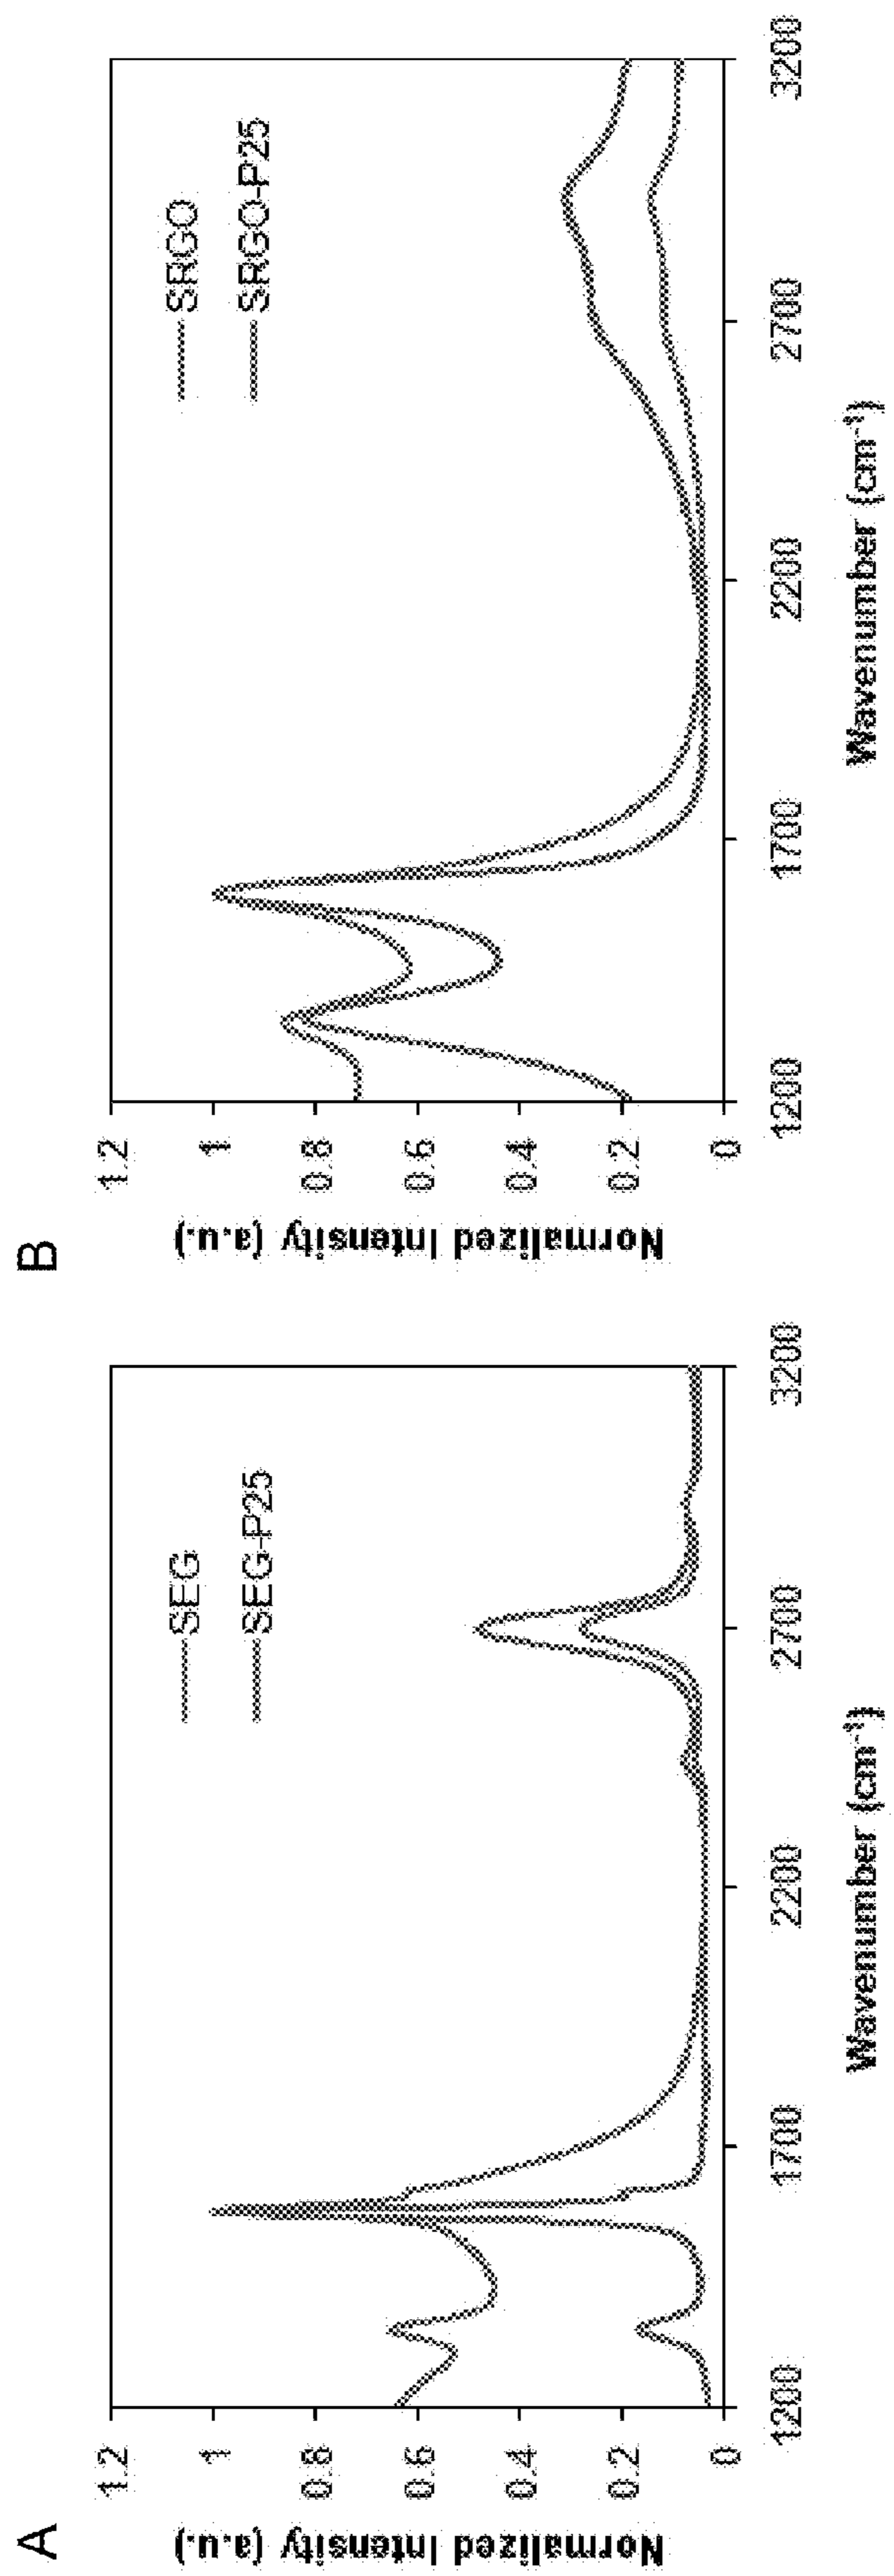 A
Normalized Intensity (a.u.)
1.2
1
0.8
0.6
0.4
0.2
0
SEG
SEG-P25
1200
1700
2200
2700
3200
Wavenumber (cm⁻¹)
B
Normalized Intensity (a.u.)
1.2
1
0.8
0.6
0.4
0.2
0
SRGO
SRGO-P25
1200
1700
2200
2700
3200
Wavenumber (cm⁻¹)